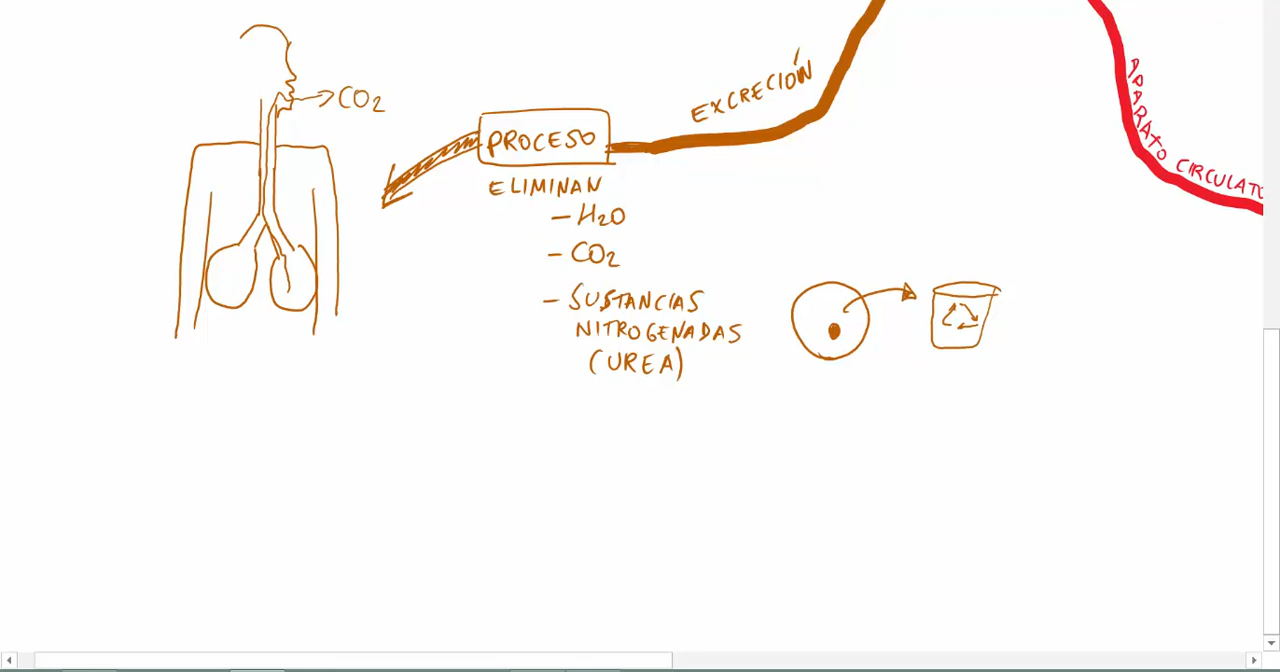 CO2
EXCRECIÓN
PROCESO
ELIMINAN
- H2O
- CO2
- SUSTANCIAS
NITROGENADAS
(UREA)
APARATO CIRCULATO